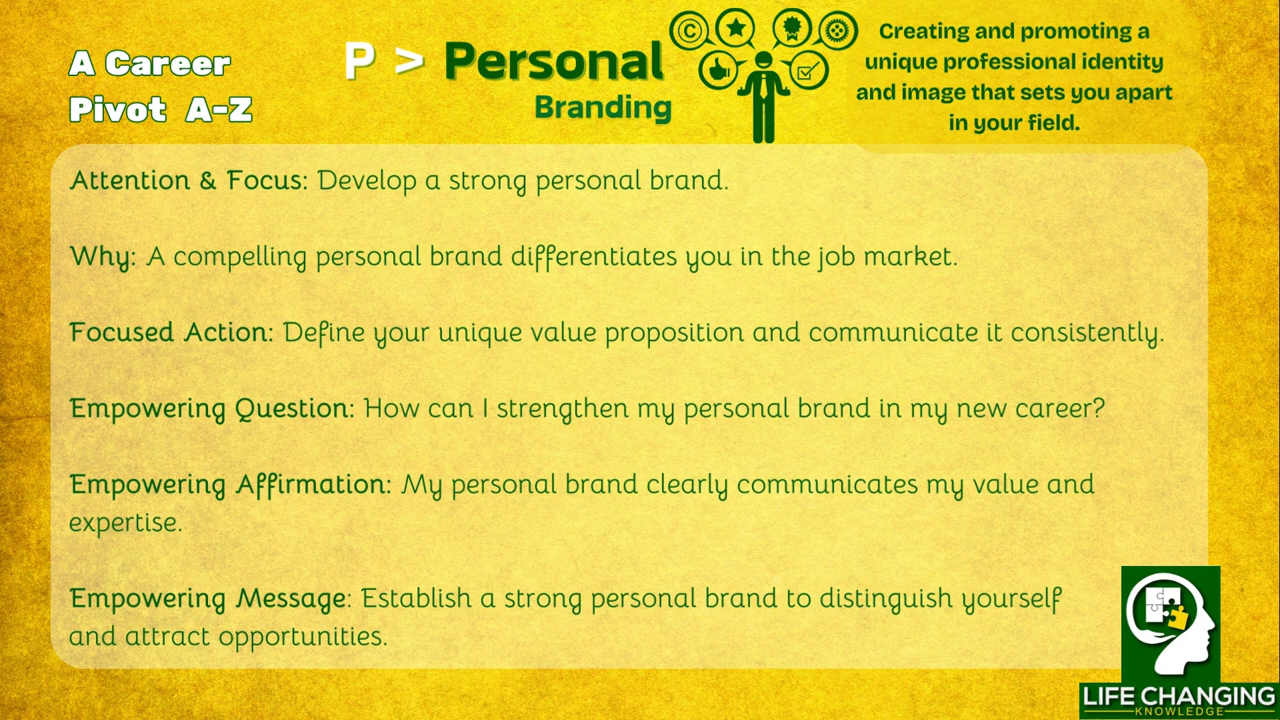 A Career
Pivot A-Z
P > Personal
Branding
©
Creating and promoting a
unique professional identity
and image that sets you apart
in your field.
Attention & Focus: Develop a strong personal brand.
Why: A compelling personal brand differentiates you in the job market.
Focused Action: Define your unique value proposition and communicate it consistently.
Empowering Question: How can I strengthen my personal brand in my new career?
Empowering Affirmation: My personal brand clearly communicates my value and
expertise.
Empowering Message: Establish a strong personal brand to distinguish yourself
and attract opportunities.
LIFE CHANGING
KNOWLEDGE